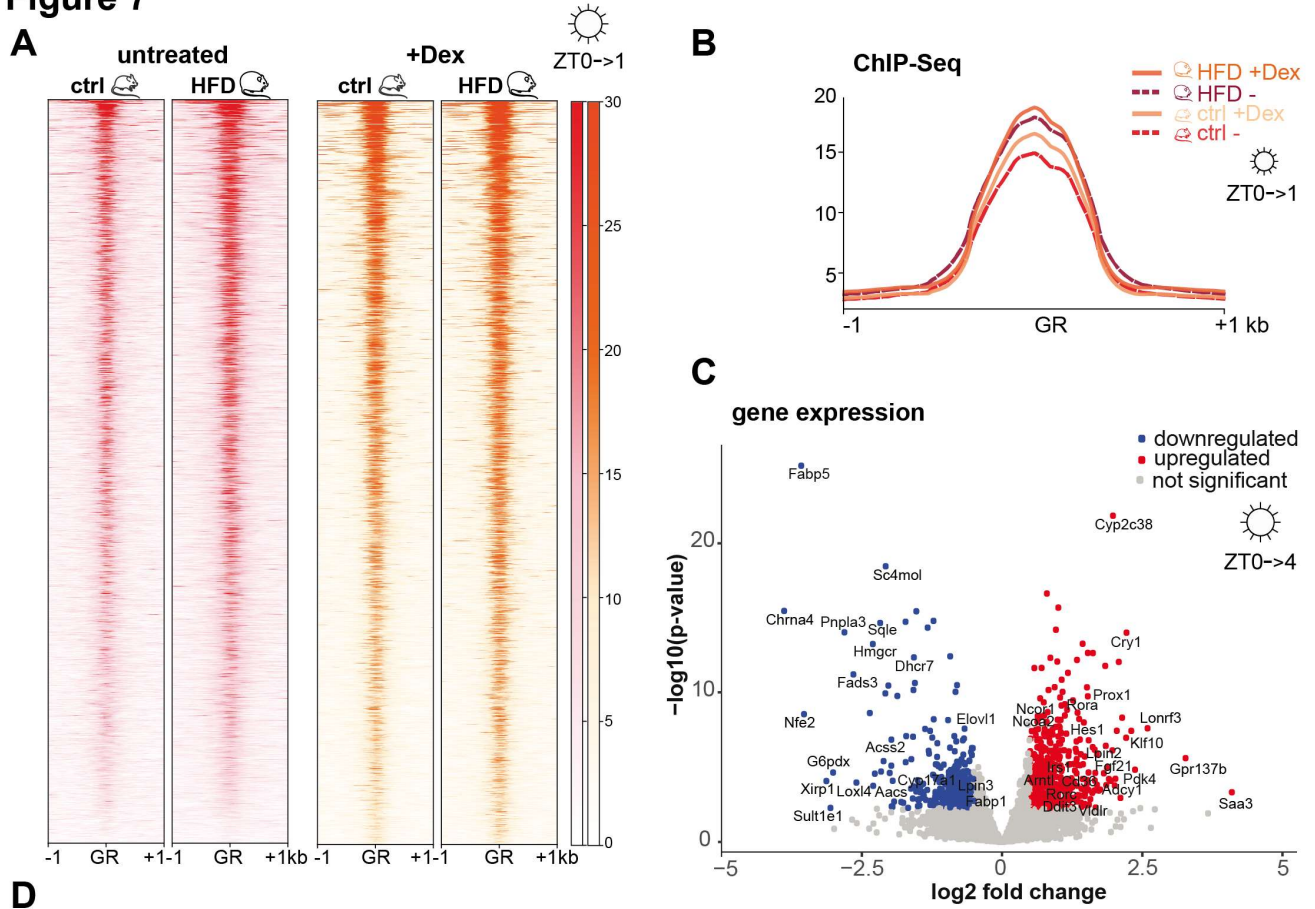 Figure 7
A
untreated
+Dex
ZT0->1
ctrl
HFD
ctrl
HFD
30
25
20
15
10
5
0
-1 GR +1
-1 GR +1kb
-1 GR +1
-1 GR +1kb
B
ChIP-Seq
HFD +Dex
HFD -
ctrl +Dex
ctrl -
ZT0->1
20
15
10
5
-1 GR +1 kb
C
gene expression
downregulated
upregulated
not significant
ZT0->4
−log10(p-value)
20
10
0
Fabp5
Cyp2c38
Sc4mol
Chrna4
Pnpla3
Sqle
Cry1
Hmgcr
Dhcr7
Fads3
Prox1
Ncor1
Rora
Nfe2
Elovl1
Ncoa2
Hes1
Lonrf3
Klf10
Acss2
Lpin2
G6pdx
Irs1
Fgf21
Gpr137b
Xirp1
Loxl4
Aacs
Cyp17a1
Lpin3
Arntl
Cd36
Pdk4
Adcy1
Fabp1
Rorc
Saa3
Sult1e1
Ddit3
Vldlr
−5 −2.5 0 2.5 5
log2 fold change
D